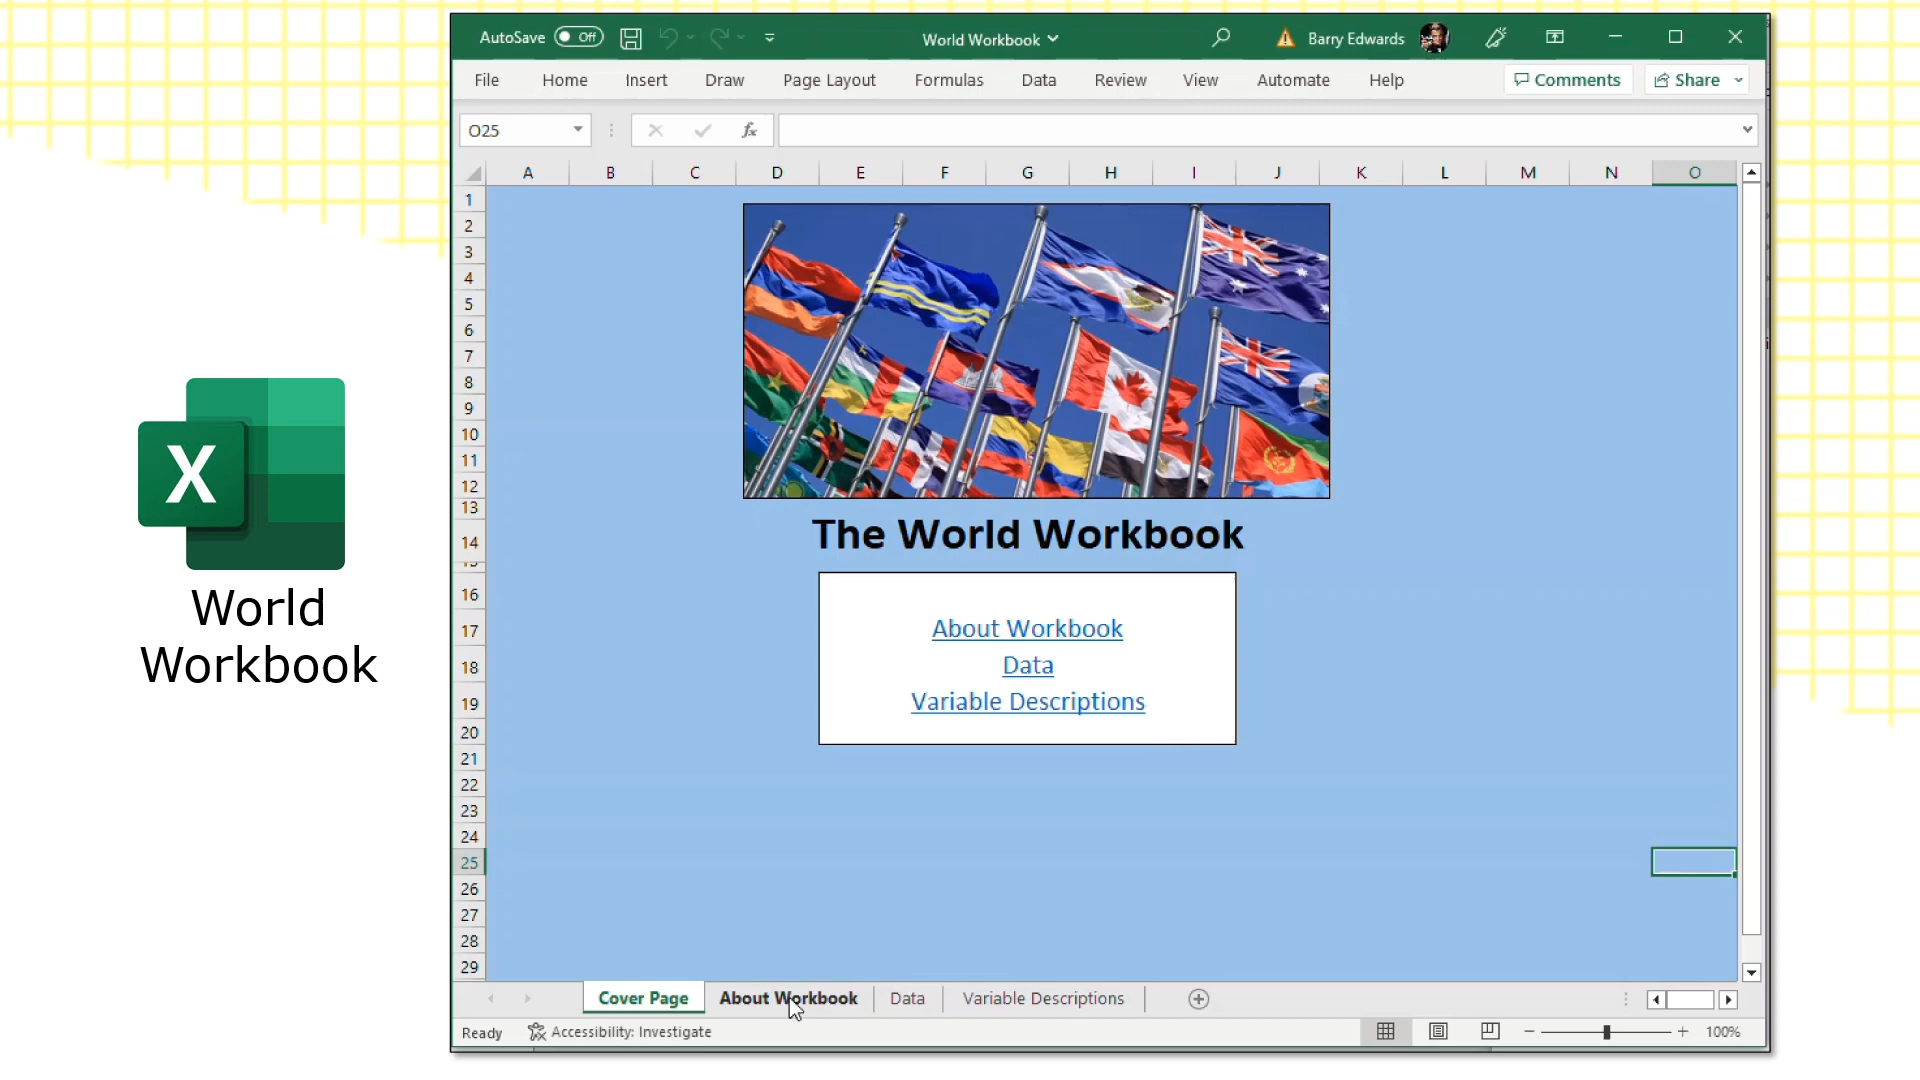 AutoSave Off World Workbook Barry Edwards
File Home Insert Draw Page Layout Formulas Data Review View Automate Help Comments Share
O25 fx
A B C D E F G H I J K L M N O
1
2
3
4
5
6
7
8
9
10
11
12
13
14
The World Workbook
16
17 About Workbook
18 Data
19 Variable Descriptions
20
21
22
23
24
25
26
27
28
29
X
World
Workbook
Cover Page About Workbook Data Variable Descriptions
Ready Accessibility: Investigate 100%